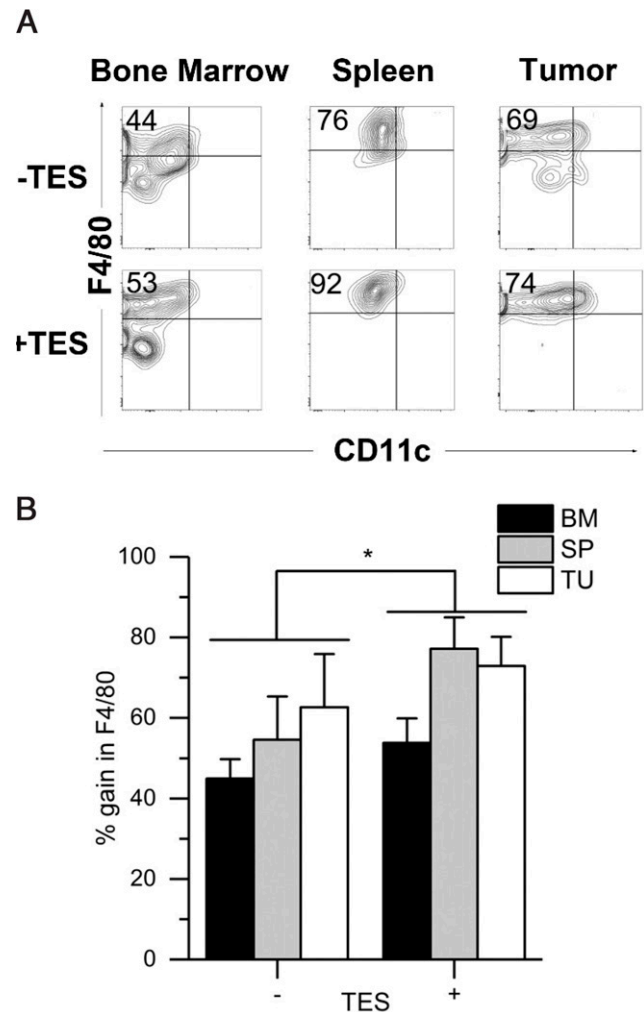 A
Bone Marrow Spleen Tumor
44 76 69
-TES
F4/80
53 92 74
+TES
CD11c
B
BM
SP
TU
*
100
80
60
40
80
0
% gain in F4/80
- TES +